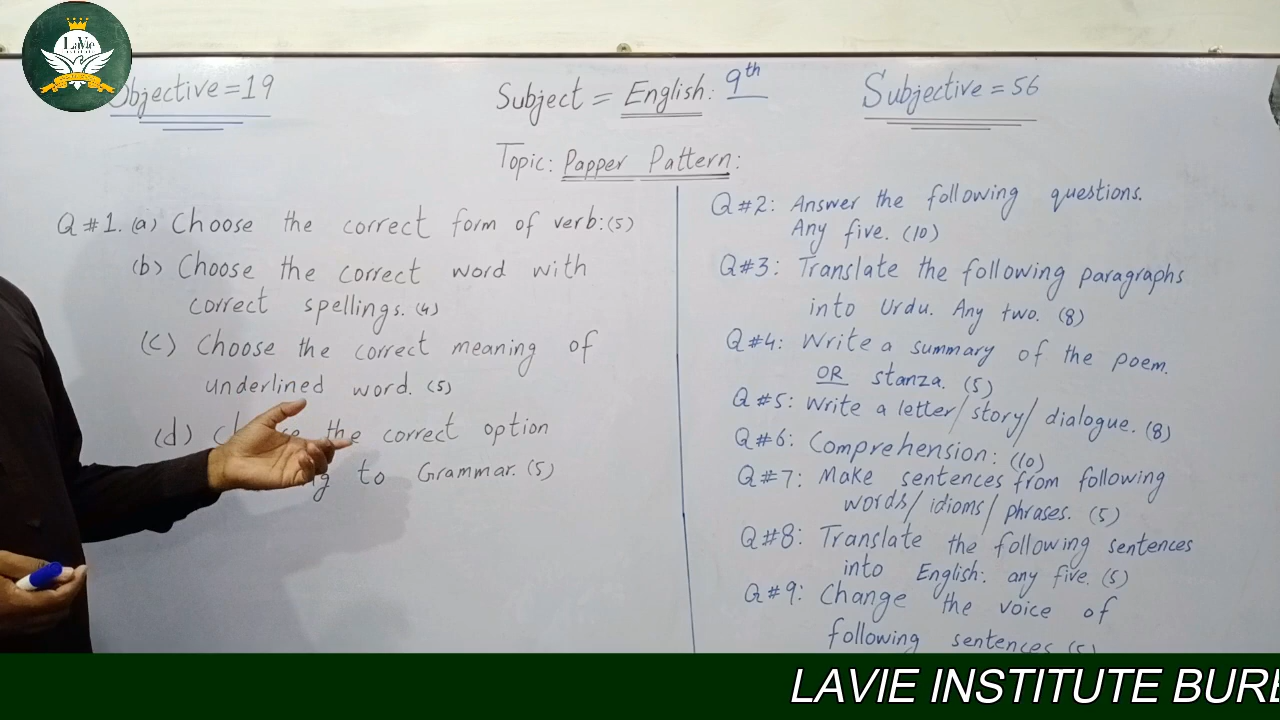 LaVie
Objective = 19
Subject = English: 9th
Subjective = 56
Topic: Papper Pattern:
Q #1. (a) Choose the correct form of verb: (5)
(b) Choose the correct word with
correct spellings. (4)
(c) Choose the correct meaning of
underlined word. (5)
(d) the correct option
to Grammar. (5)
Q #2: Answer the following questions.
Any five. (10)
Q #3: Translate the following paragraphs
into Urdu. Any two. (8)
Q #4: Write a summary of the poem.
OR stanza. (5)
Q #5: Write a letter/ story/ dialogue. (8)
Q #6: Comprehension: (10)
Q #7: Make sentences from following
words/ idioms/ phrases. (5)
Q #8: Translate the following sentences
into English: any five. (5)
Q #9: Change the voice of
following sentences (5)
LAVIE INSTITUTE BURE